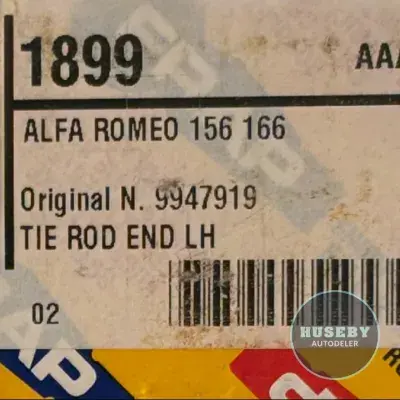 1899 AAA
ALFA ROMEO 156 166
Original N. 9947919
TIE ROD END LH
02
HUSEBY
AUTODELER